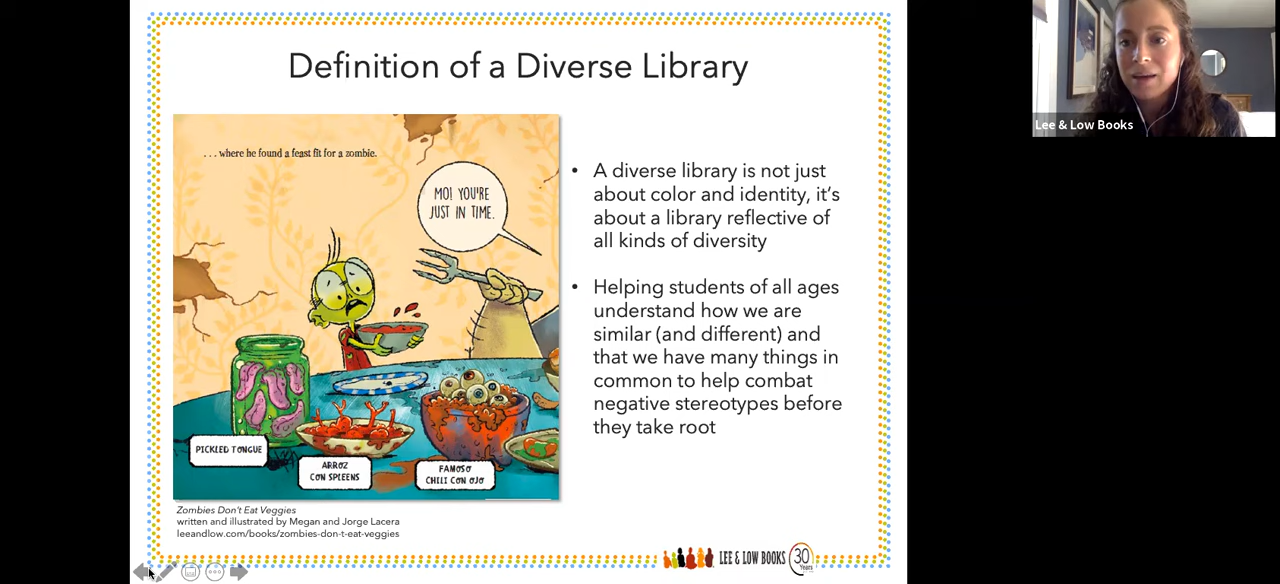 Definition of a Diverse Library
. . . where he found a feast fit for a zombie.
MO! YOU'RE
JUST IN TIME.
PICKLED TONGUE
ARROZ
CON SPLEENS
FAMOSO
CHILI CON OJO
Zombies Don't Eat Veggies
written and illustrated by Megan and Jorge Lacera
leeandlow.com/books/zombies-don-t-eat-veggies
• A diverse library is not just
about color and identity, it's
about a library reflective of
all kinds of diversity
• Helping students of all ages
understand how we are
similar (and different) and
that we have many things in
common to help combat
negative stereotypes before
they take root
LEE & LOW BOOKS
30
Years
Lee & Low Books